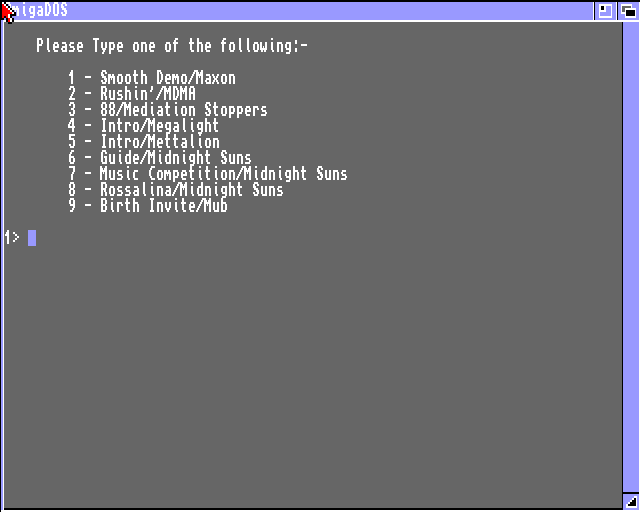 migaDOS
Please Type one of the following:-
1 - Smooth Demo/Maxon
2 - Rushin'/MDMA
3 - 88/Mediation Stoppers
4 - Intro/Megalight
5 - Intro/Mettalion
6 - Guide/Midnight Suns
7 - Music Competition/Midnight Suns
8 - Rossalina/Midnight Suns
9 - Birth Invite/Mub
1>